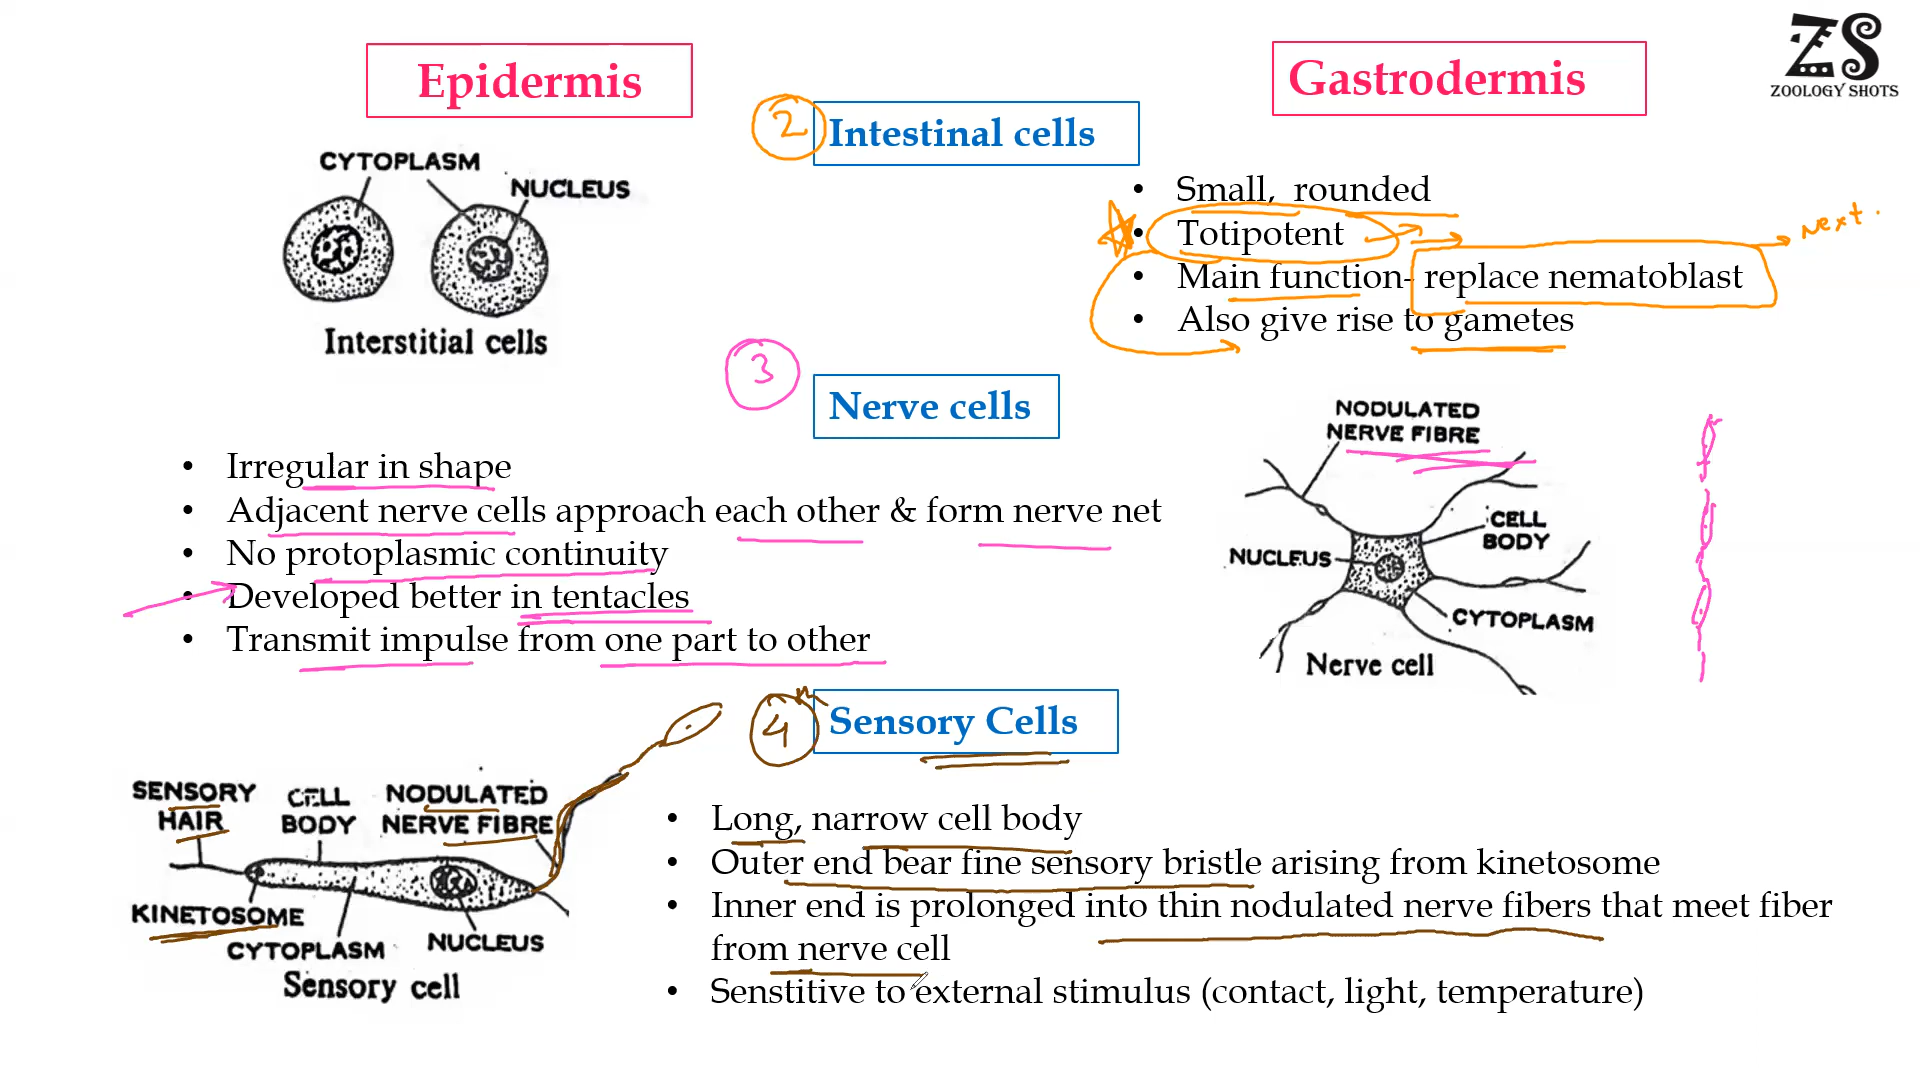 ZS
ZOOLOGY SHOTS
Epidermis
Gastrodermis
2
Intestinal cells
CYTOPLASM
NUCLEUS
Interstitial cells
• Small, rounded
• Totipotent
• Main function- replace nematoblast
• Also give rise to gametes
Next.
3
Nerve cells
• Irregular in shape
• Adjacent nerve cells approach each other & form nerve net
• No protoplasmic continuity
• Developed better in tentacles
• Transmit impulse from one part to other
NODULATED
NERVE FIBRE
CELL
BODY
NUCLEUS
CYTOPLASM
Nerve cell
4
Sensory Cells
SENSORY
HAIR
CELL
BODY
NODULATED
NERVE FIBRE
KINETOSOME
CYTOPLASM
NUCLEUS
Sensory cell
• Long, narrow cell body
• Outer end bear fine sensory bristle arising from kinetosome
• Inner end is prolonged into thin nodulated nerve fibers that meet fiber
from nerve cell
• Senstitive to external stimulus (contact, light, temperature)